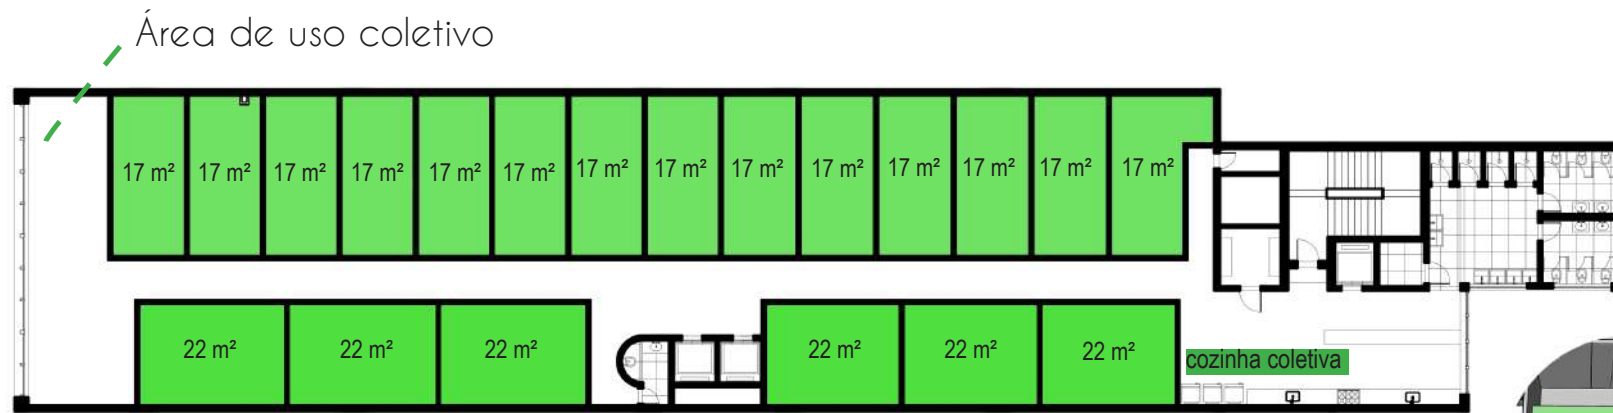 Área de uso coletivo
17 m² 17 m² 17 m² 17 m² 17 m² 17 m² 17 m² 17 m² 17 m² 17 m² 17 m² 17 m² 17 m² 17 m²
22 m² 22 m² 22 m² 22 m² 22 m² 22 m²
cozinha coletiva